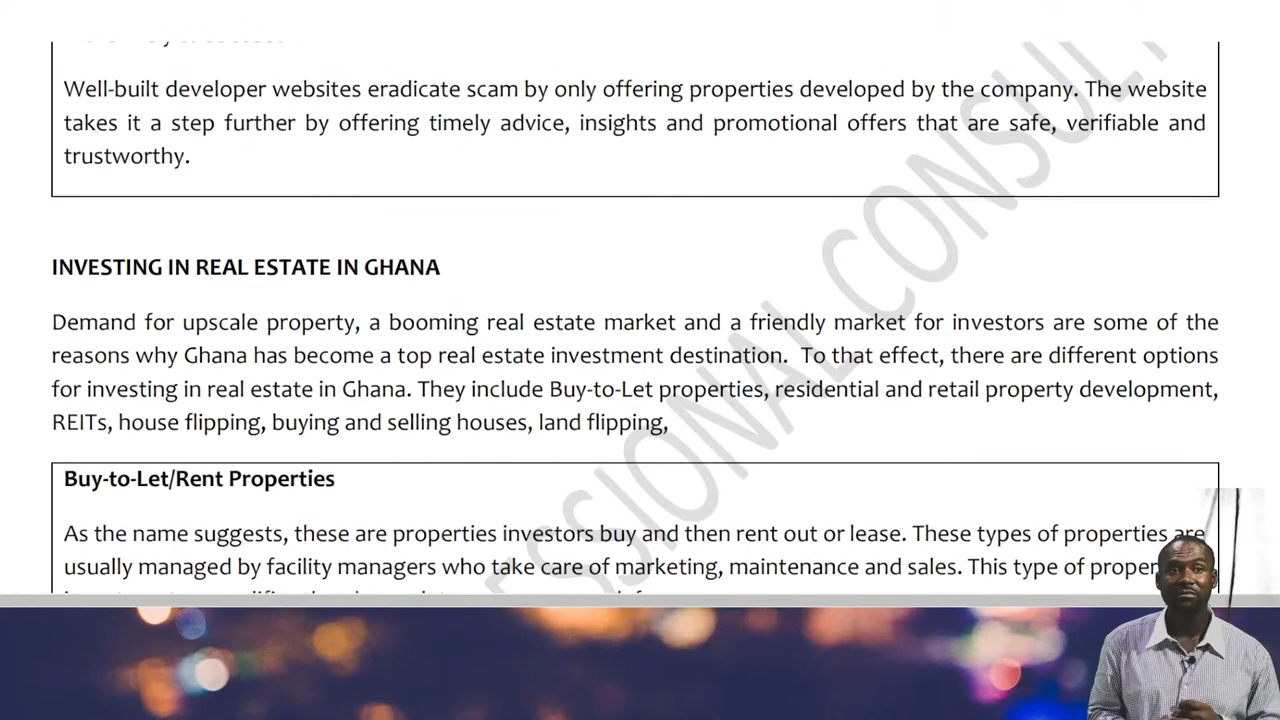 Well-built developer websites eradicate scam by only offering properties developed by the company. The website
takes it a step further by offering timely advice, insights and promotional offers that are safe, verifiable and
trustworthy.
INVESTING IN REAL ESTATE IN GHANA
Demand for upscale property, a booming real estate market and a friendly market for investors are some of the
reasons why Ghana has become a top real estate investment destination. To that effect, there are different options
for investing in real estate in Ghana. They include Buy-to-Let properties, residential and retail property development,
REITs, house flipping, buying and selling houses, land flipping,
Buy-to-Let/Rent Properties
As the name suggests, these are properties investors buy and then rent out or lease. These types of properties are
usually managed by facility managers who take care of marketing, maintenance and sales. This type of proper
ESSIONAL CONSULT